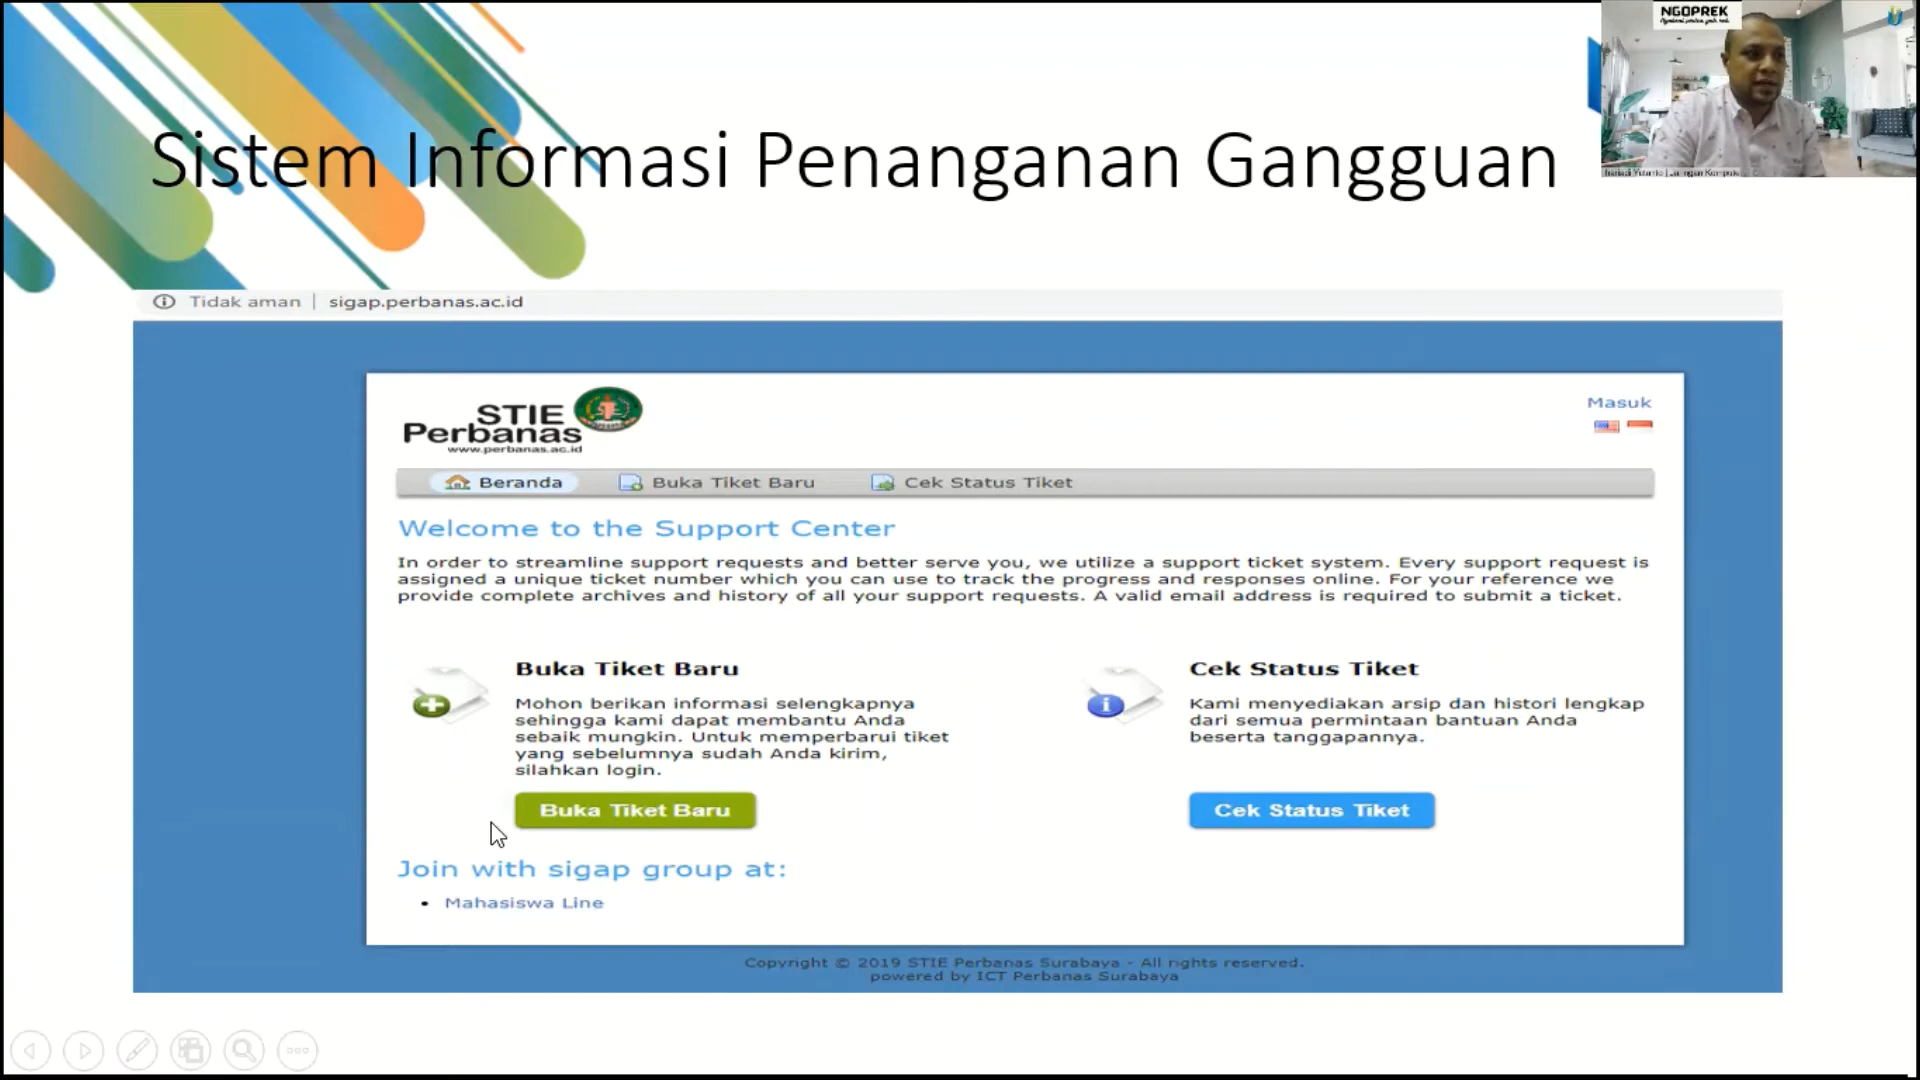 NGOPREK
Sistem Informasi Penanganan Gangguan
Tidak aman | sigap.perbanas.ac.id
STIE
Perbanas
www.perbanas.ac.id
Masuk
Beranda
Buka Tiket Baru
Cek Status Tiket
Welcome to the Support Center
In order to streamline support requests and better serve you, we utilize a support ticket system. Every support request is
assigned a unique ticket number which you can use to track the progress and responses online. For your reference we
provide complete archives and history of all your support requests. A valid email address is required to submit a ticket.
Buka Tiket Baru
Mohon berikan informasi selengkapnya
sehingga kami dapat membantu Anda
sebaik mungkin. Untuk memperbarui tiket
yang sebelumnya sudah Anda kirim,
silahkan login.
Buka Tiket Baru
Cek Status Tiket
Kami menyediakan arsip dan histori lengkap
dari semua permintaan bantuan Anda
beserta tanggapannya.
Cek Status Tiket
Join with sigap group at:
• Mahasiswa Line
Copyright © 2019 STIE Perbanas Surabaya - All rights reserved.
powered by ICT Perbanas Surabaya